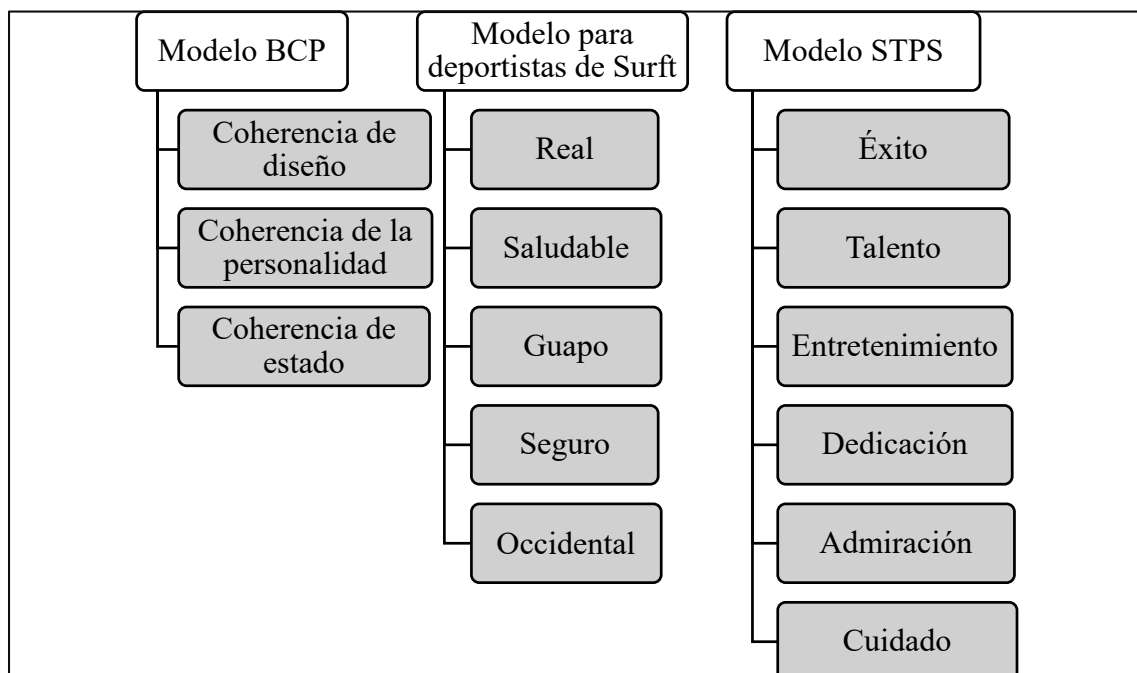 Modelo BCP
Coherencia de
diseño
Coherencia de la
personalidad
Coherencia de
estado
Modelo para
deportistas de Surft
Real
Saludable
Guapo
Seguro
Occidental
Modelo STPS
Éxito
Talento
Entretenimiento
Dedicación
Admiración
Cuidado